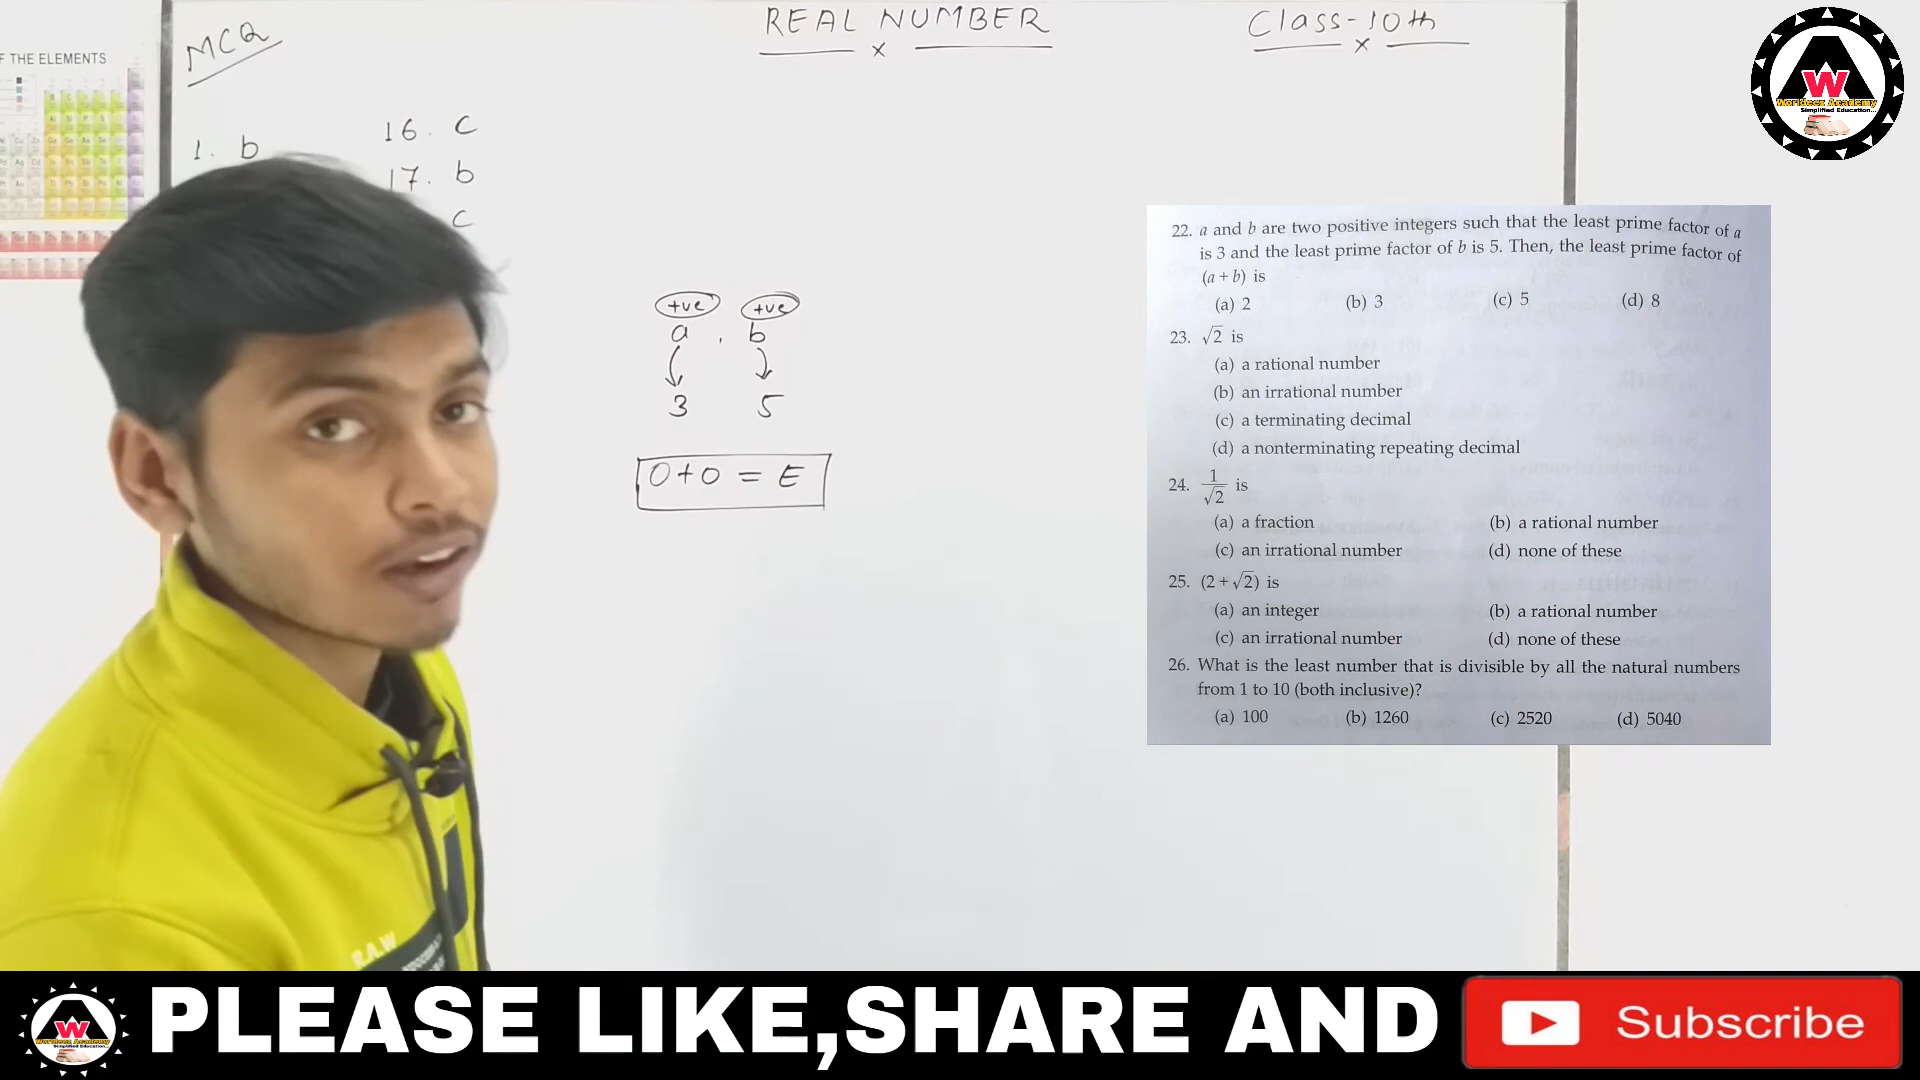 REAL NUMBER
Class-10th
MCQ
F THE ELEMENTS
W
Wordeez Academy
Simplified Education...
1. b
16. C
17. b
C
+ve +ve
a , b
3 5
O+O = E
22. a and b are two positive integers such that the least prime factor of a
is 3 and the least prime factor of b is 5. Then, the least prime factor of
(a + b) is
(a) 2 (b) 3 (c) 5 (d) 8
23. √2 is
(a) a rational number
(b) an irrational number
(c) a terminating decimal
(d) a nonterminating repeating decimal
24. 1/√2 is
(a) a fraction (b) a rational number
(c) an irrational number (d) none of these
25. (2 + √2) is
(a) an integer (b) a rational number
(c) an irrational number (d) none of these
26. What is the least number that is divisible by all the natural numbers
from 1 to 10 (both inclusive)?
(a) 100 (b) 1260 (c) 2520 (d) 5040
R.A.W
W
PLEASE LIKE,SHARE AND
Subscribe